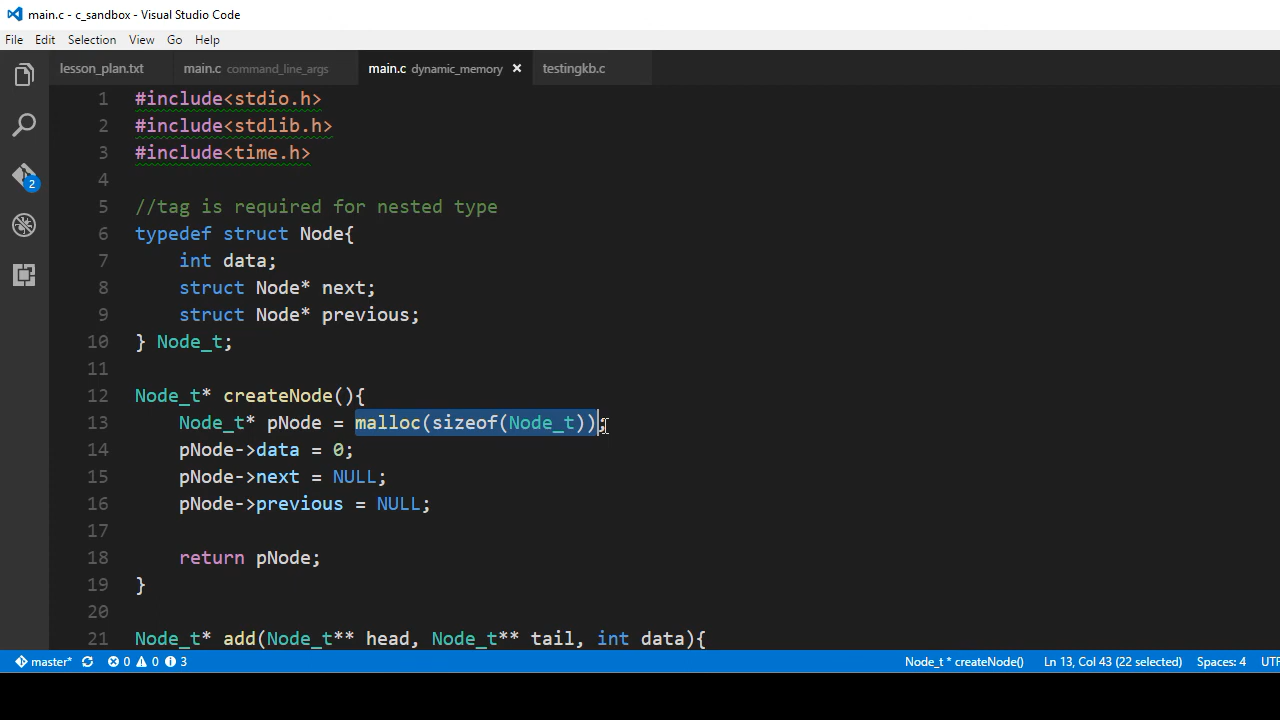 main.c - c_sandbox - Visual Studio Code
File Edit Selection View Go Help
lesson_plan.txt main.c command_line_args main.c dynamic_memory × testingkb.c
1 #include<stdio.h>
2 #include<stdlib.h>
3 #include<time.h>
4
5 //tag is required for nested type
6 typedef struct Node{
7 int data;
8 struct Node* next;
9 struct Node* previous;
10 } Node_t;
11
12 Node_t* createNode(){
13 Node_t* pNode = malloc(sizeof(Node_t));
14 pNode->data = 0;
15 pNode->next = NULL;
16 pNode->previous = NULL;
17
18 return pNode;
19 }
20
21 Node_t* add(Node_t** head, Node_t** tail, int data){
2
master* 0 0 3 Node_t * createNode() Ln 13, Col 43 (22 selected) Spaces: 4 UTF